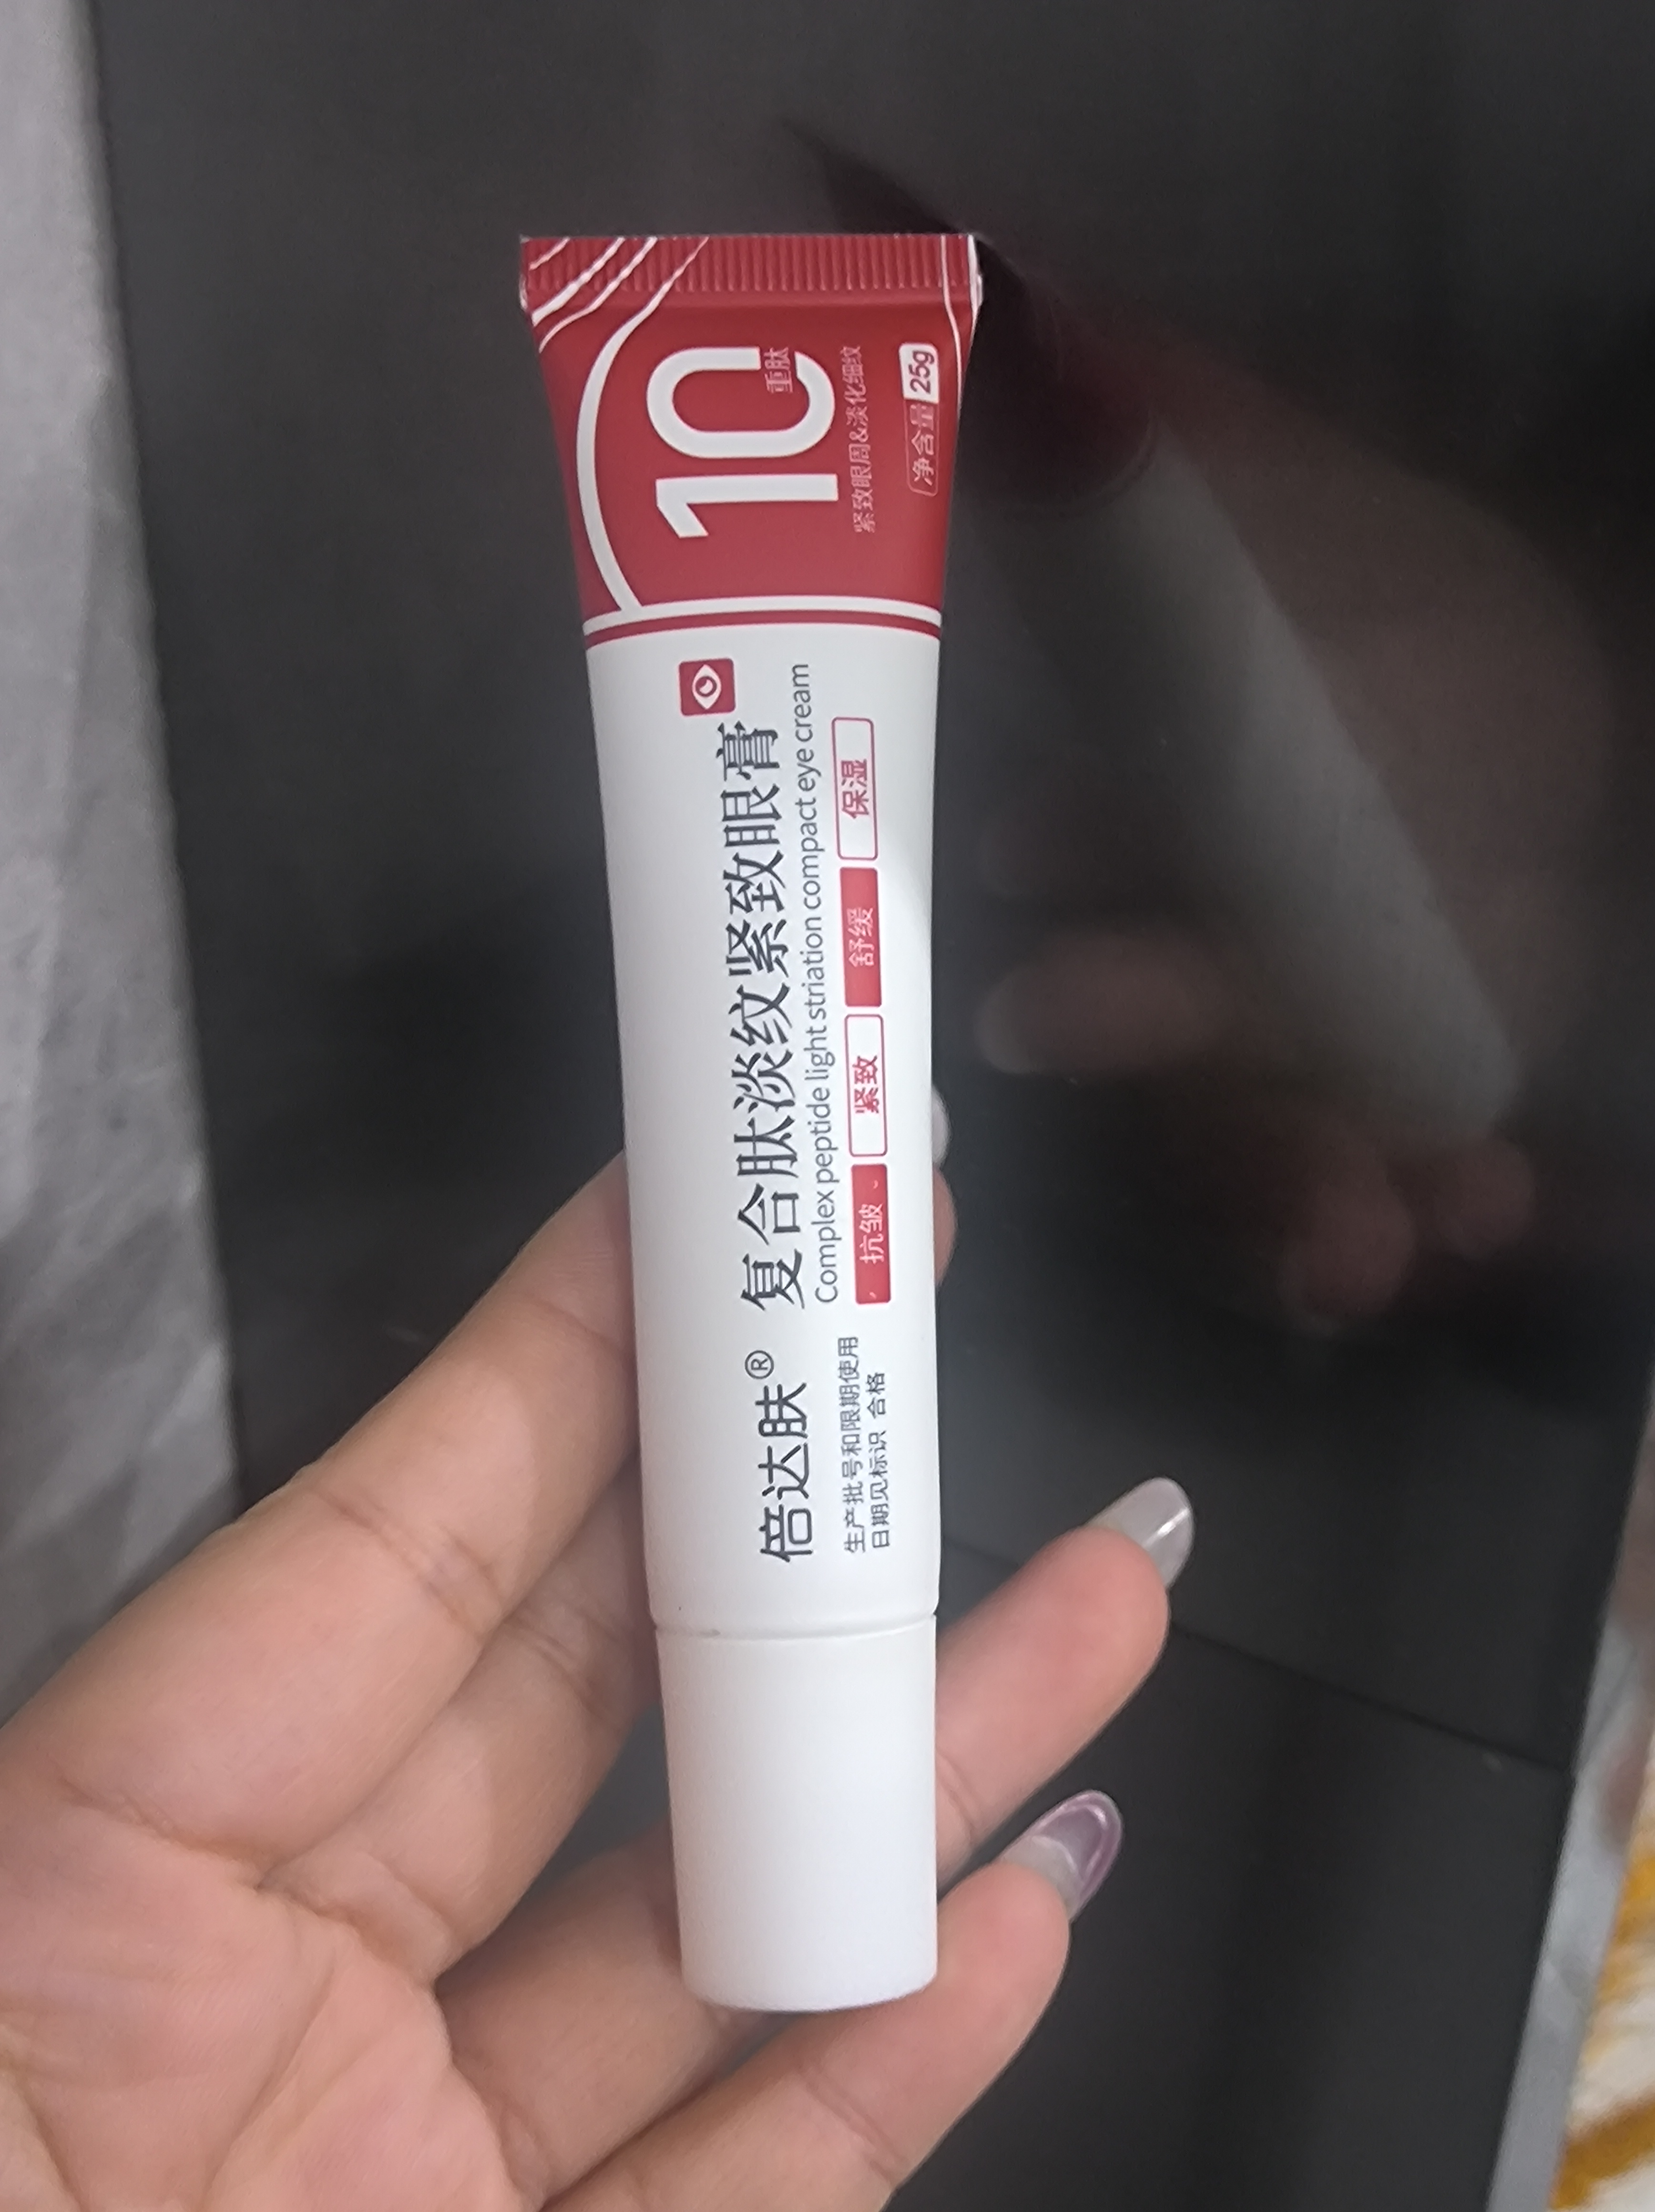 倍达肤®
复合肽淡纹紧致眼膏
Complex peptide light striation compact eye cream
抗皱 紧致 舒缓 保湿
生产批号和限期使用
日期见标识 合格
10
重肽
紧致眼周&淡化细纹
净含量 25g